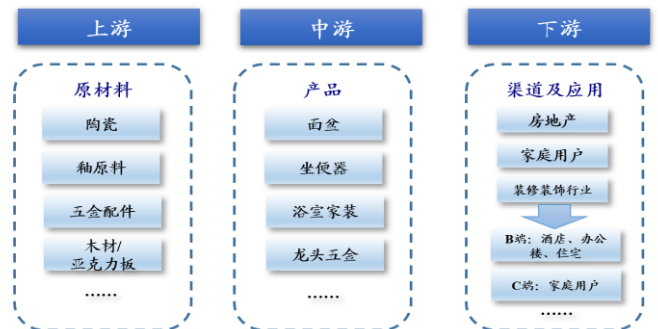 上游
原材料
陶瓷
釉原料
五金配件
木材/
亚克力板
……
中游
产品
面盆
坐便器
浴室家装
龙头五金
……
下游
渠道及应用
房地产
家庭用户
装修装饰行业
B端：酒店、办公
楼、住宅
C端：家庭用户
……